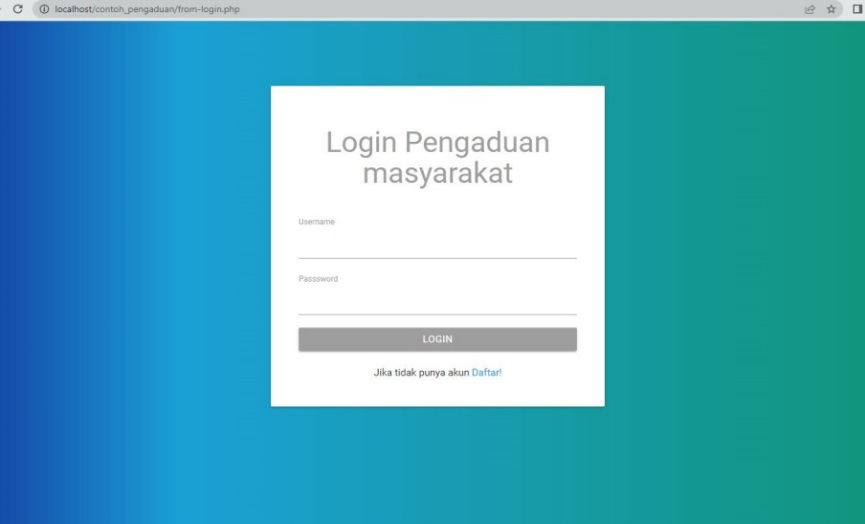 localhost/contoh_pengaduan/from-login.php
Login Pengaduan
masyarakat
Username
Passsword
LOGIN
Jika tidak punya akun Daftar!